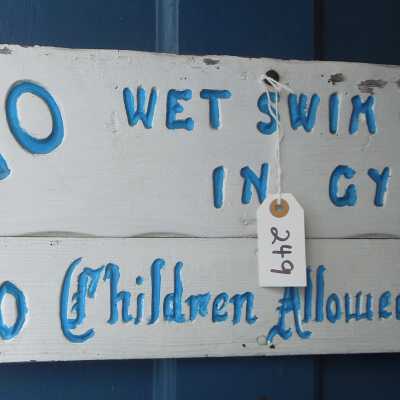 O WET SWIM
IN GY
O Children Allowe
249